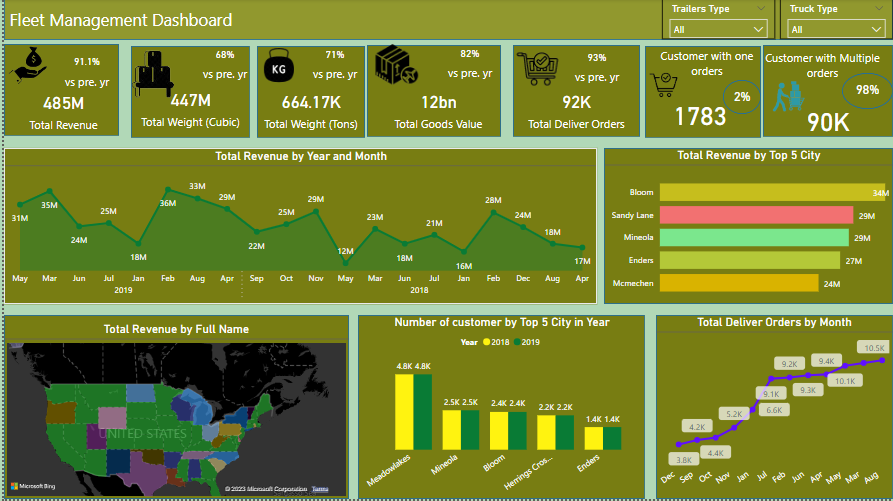 Fleet Management Dashboard
Trailers Type
All
Truck Type
All
91.1%
vs pre. yr
485M
Total Revenue
68%
vs pre. yr
447M
Total Weight (Cubic)
KG
71%
vs pre. yr
664.17K
Total Weight (Tons)
82%
vs pre. yr
12bn
Total Goods Value
93%
vs pre. yr
92K
Total Deliver Orders
Customer with one
orders
1783
2%
Customer with Multiple
orders
98%
90K
Total Revenue by Year and Month
31M
35M
24M
25M
18M
36M
33M
29M
22M
25M
29M
12M
23M
18M
21M
16M
28M
24M
18M
17M
May Mar Jun Jul Jan Feb Aug Apr Sep Oct Nov May Mar Jun Jul Jan Feb Dec Aug Apr
2019 2018
Total Revenue by Top 5 City
Bloom 34M
Sandy Lane 29M
Mineola 29M
Enders 27M
Mcmechen 24M
Total Revenue by Full Name
UNITED STATES
Microsoft Bing
© 2023 Microsoft Corporation Terms
Number of customer by Top 5 City in Year
Year 2018 2019
4.8K 4.8K
2.5K 2.5K
2.4K 2.4K
2.2K 2.2K
1.4K 1.4K
Meadowlakes
Mineola
Bloom
Herrings Cros...
Enders
Total Deliver Orders by Month
3.8K
4.2K
4.4K
5.2K
6.6K
9.1K
9.2K
9.3K
9.4K
10.1K
10.5K
Dec Sep Oct Nov Jan Jul Feb Jun Apr May Mar Aug